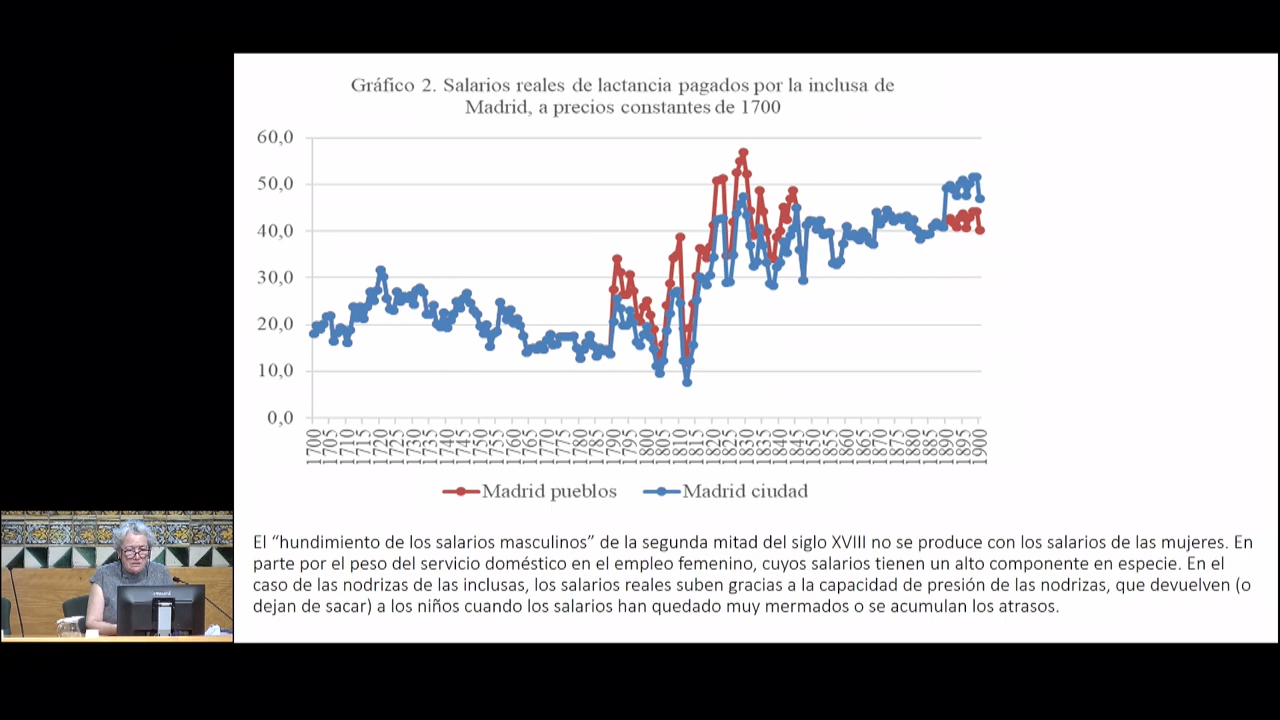 Gráfico 2. Salarios reales de lactancia pagados por la inclusa de
Madrid, a precios constantes de 1700
60,0
50,0
40,0
30,0
20,0
10,0
0,0
1700 1705 1710 1715 1720 1725 1730 1735 1740 1745 1750 1755 1760 1765 1770 1775 1780 1785 1790 1795 1800 1805 1810 1815 1820 1825 1830 1835 1840 1845 1850 1855 1860 1865 1870 1875 1880 1885 1890 1895 1900
Madrid pueblos Madrid ciudad
El “hundimiento de los salarios masculinos” de la segunda mitad del siglo XVIII no se produce con los salarios de las mujeres. En
parte por el peso del servicio doméstico en el empleo femenino, cuyos salarios tienen un alto componente en especie. En el
caso de las nodrizas de las inclusas, los salarios reales suben gracias a la capacidad de presión de las nodrizas, que devuelven (o
dejan de sacar) a los niños cuando los salarios han quedado muy mermados o se acumulan los atrasos.